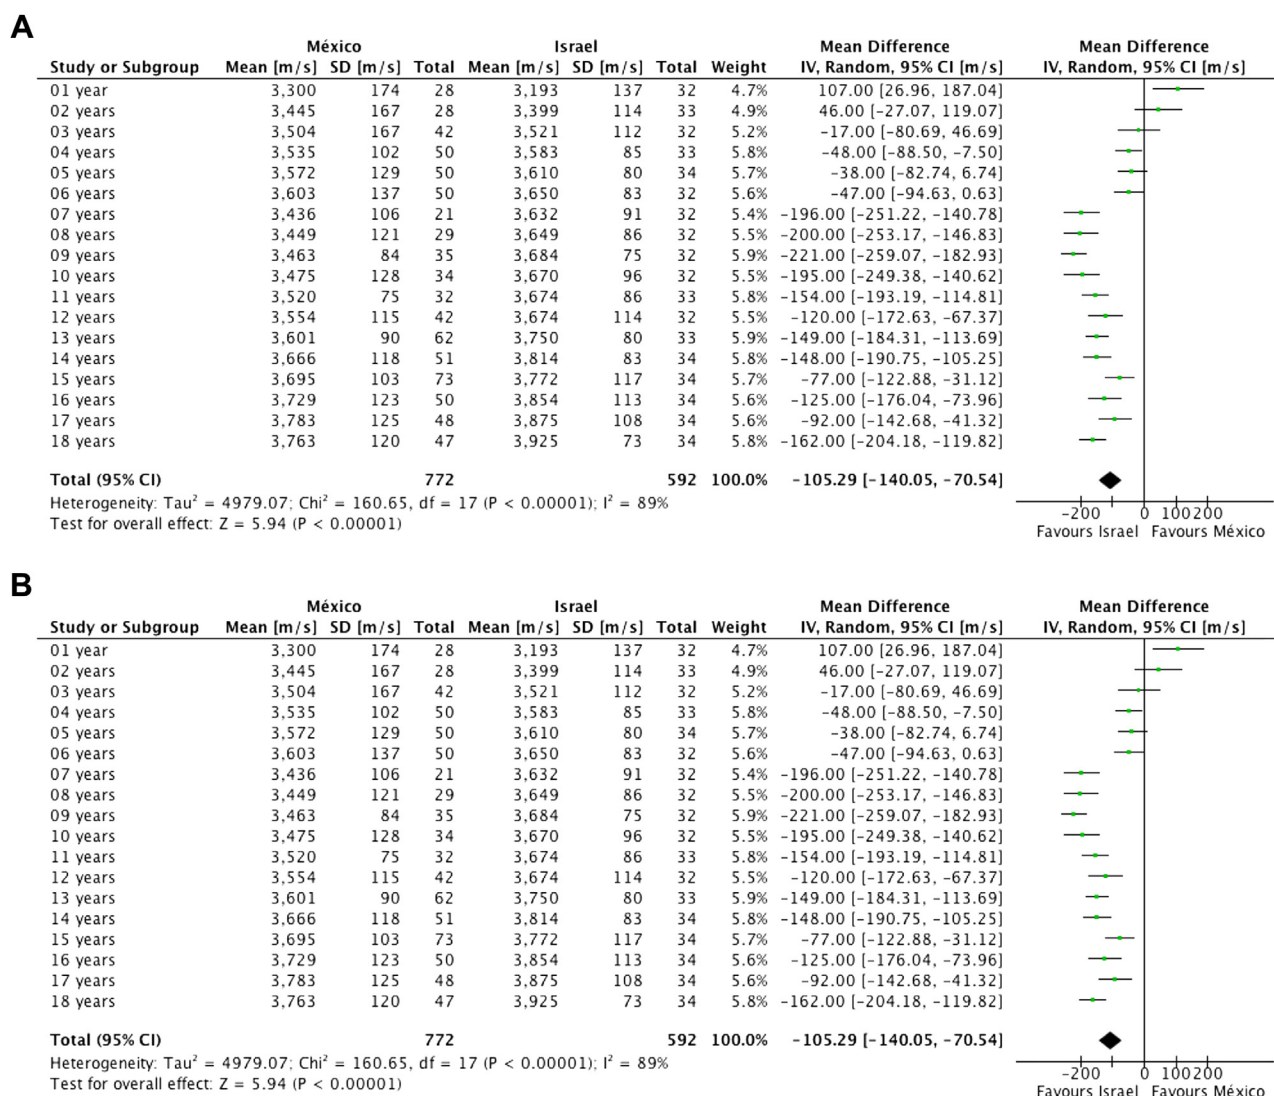 A
México Israel Mean Difference Mean Difference
Study or Subgroup Mean [m/s] SD [m/s] Total Mean [m/s] SD [m/s] Total Weight IV, Random, 95% CI [m/s] IV, Random, 95% CI [m/s]
01 year 3,300 174 28 3,193 137 32 4.7% 107.00 [26.96, 187.04]
02 years 3,445 167 28 3,399 114 33 4.9% 46.00 [−27.07, 119.07]
03 years 3,504 167 42 3,521 112 32 5.2% −17.00 [−80.69, 46.69]
04 years 3,535 102 50 3,583 85 33 5.8% −48.00 [−88.50, −7.50]
05 years 3,572 129 50 3,610 80 34 5.7% −38.00 [−82.74, 6.74]
06 years 3,603 137 50 3,650 83 32 5.6% −47.00 [−94.63, 0.63]
07 years 3,436 106 21 3,632 91 32 5.4% −196.00 [−251.22, −140.78]
08 years 3,449 121 29 3,649 86 32 5.5% −200.00 [−253.17, −146.83]
09 years 3,463 84 35 3,684 75 32 5.9% −221.00 [−259.07, −182.93]
10 years 3,475 128 34 3,670 96 32 5.5% −195.00 [−249.38, −140.62]
11 years 3,520 75 32 3,674 86 33 5.8% −154.00 [−193.19, −114.81]
12 years 3,554 115 42 3,674 114 32 5.5% −120.00 [−172.63, −67.37]
13 years 3,601 90 62 3,750 80 33 5.9% −149.00 [−184.31, −113.69]
14 years 3,666 118 51 3,814 83 34 5.8% −148.00 [−190.75, −105.25]
15 years 3,695 103 73 3,772 117 34 5.7% −77.00 [−122.88, −31.12]
16 years 3,729 123 50 3,854 113 34 5.6% −125.00 [−176.04, −73.96]
17 years 3,783 125 48 3,875 108 34 5.6% −92.00 [−142.68, −41.32]
18 years 3,763 120 47 3,925 73 34 5.8% −162.00 [−204.18, −119.82]
Total (95% CI) 772 592 100.0% −105.29 [−140.05, −70.54]
Heterogeneity: Tau² = 4979.07; Chi² = 160.65, df = 17 (P < 0.00001); I² = 89%
Test for overall effect: Z = 5.94 (P < 0.00001)
−200 0 100 200
Favours Israel Favours México
B
México Israel Mean Difference Mean Difference
Study or Subgroup Mean [m/s] SD [m/s] Total Mean [m/s] SD [m/s] Total Weight IV, Random, 95% CI [m/s] IV, Random, 95% CI [m/s]
01 year 3,300 174 28 3,193 137 32 4.7% 107.00 [26.96, 187.04]
02 years 3,445 167 28 3,399 114 33 4.9% 46.00 [−27.07, 119.07]
03 years 3,504 167 42 3,521 112 32 5.2% −17.00 [−80.69, 46.69]
04 years 3,535 102 50 3,583 85 33 5.8% −48.00 [−88.50, −7.50]
05 years 3,572 129 50 3,610 80 34 5.7% −38.00 [−82.74, 6.74]
06 years 3,603 137 50 3,650 83 32 5.6% −47.00 [−94.63, 0.63]
07 years 3,436 106 21 3,632 91 32 5.4% −196.00 [−251.22, −140.78]
08 years 3,449 121 29 3,649 86 32 5.5% −200.00 [−253.17, −146.83]
09 years 3,463 84 35 3,684 75 32 5.9% −221.00 [−259.07, −182.93]
10 years 3,475 128 34 3,670 96 32 5.5% −195.00 [−249.38, −140.62]
11 years 3,520 75 32 3,674 86 33 5.8% −154.00 [−193.19, −114.81]
12 years 3,554 115 42 3,674 114 32 5.5% −120.00 [−172.63, −67.37]
13 years 3,601 90 62 3,750 80 33 5.9% −149.00 [−184.31, −113.69]
14 years 3,666 118 51 3,814 83 34 5.8% −148.00 [−190.75, −105.25]
15 years 3,695 103 73 3,772 117 34 5.7% −77.00 [−122.88, −31.12]
16 years 3,729 123 50 3,854 113 34 5.6% −125.00 [−176.04, −73.96]
17 years 3,783 125 48 3,875 108 34 5.6% −92.00 [−142.68, −41.32]
18 years 3,763 120 47 3,925 73 34 5.8% −162.00 [−204.18, −119.82]
Total (95% CI) 772 592 100.0% −105.29 [−140.05, −70.54]
Heterogeneity: Tau² = 4979.07; Chi² = 160.65, df = 17 (P < 0.00001); I² = 89%
Test for overall effect: Z = 5.94 (P < 0.00001)
−200 0 100 200
Favours Israel Favours México